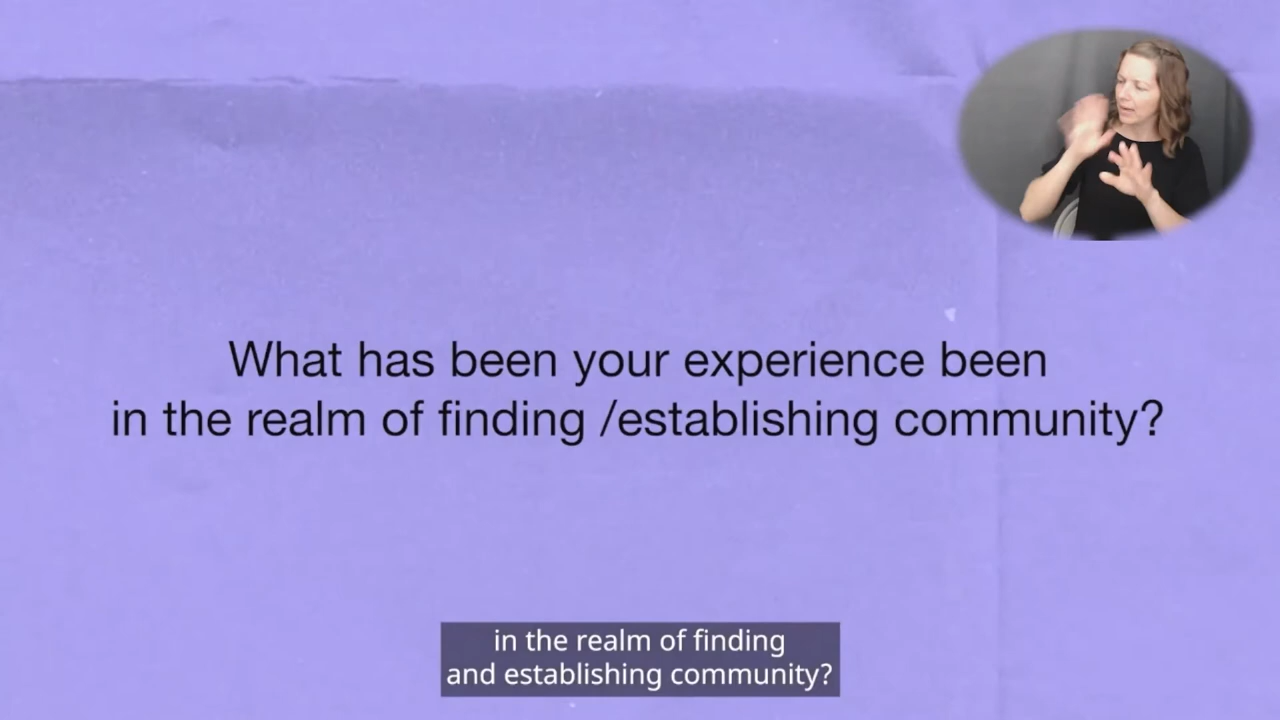 What has been your experience been
in the realm of finding /establishing community?
in the realm of finding
and establishing community?